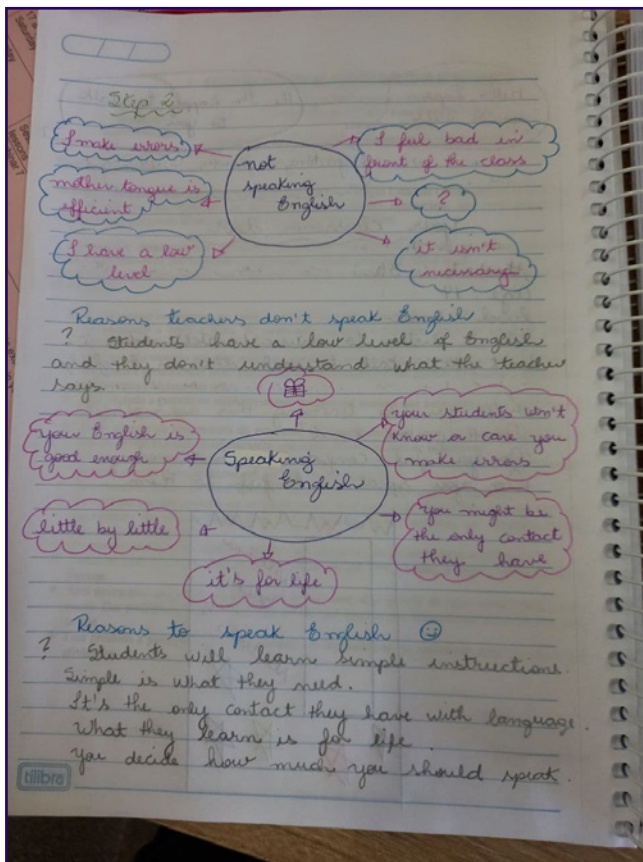 Step 2
I make errors
I feel bad in
front of the class
not
speaking
English
mother tongue is
efficient
?
I have a low
level
it isn't
necessary
Reasons teachers don't speak English
? Students have a low level of English
and they don't understand what the teacher
says.
your students won't
know or care you
make errors
you English is
good enough
Speaking
English
little by little
You might be
the only contact
they have
it's for life
Reasons to speak English
? Students will learn simple instructions.
Simple is what they need.
It's the only contact they have with language.
What they learn is for life.
You decide how much you should speak.
tilibra